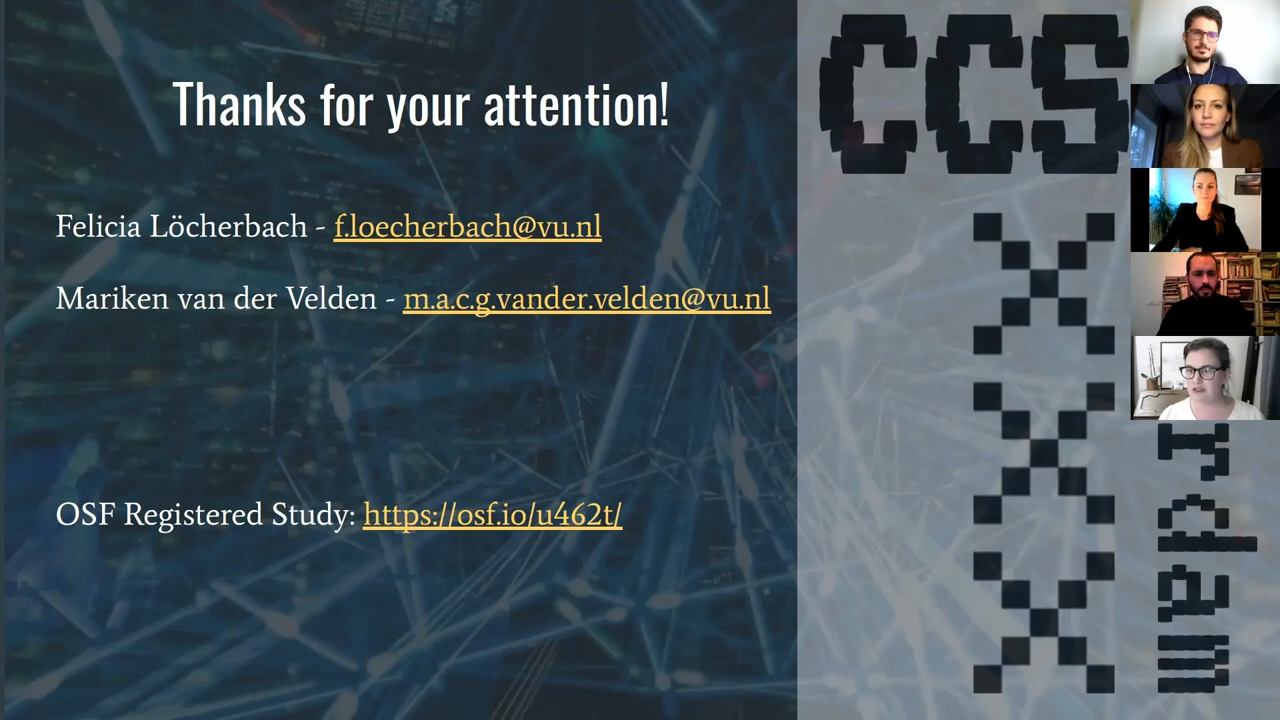 Thanks for your attention!
Felicia Löcherbach - f.loecherbach@vu.nl
Mariken van der Velden - m.a.c.g.vander.velden@vu.nl
OSF Registered Study: https://osf.io/u462t/
CCS
X
X
X
rdam